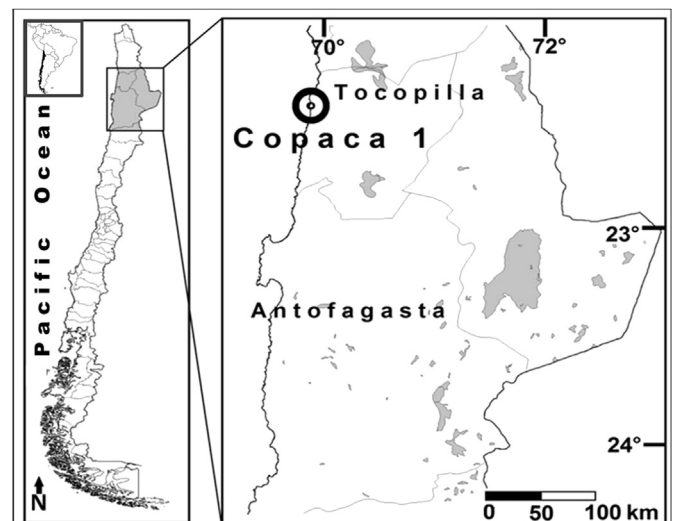 Pacific Ocean
N
70°
72°
Tocopilla
Copaca 1
23°
Antofagasta
24°
0 50 100 km